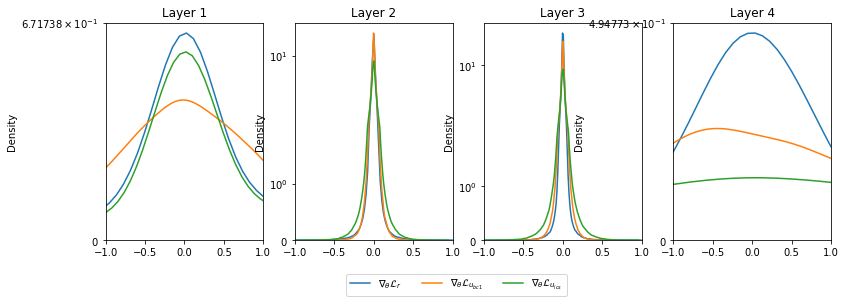 Layer 1 Layer 2 Layer 3 Layer 4
6.71738 × 10⁻¹ 10¹ 10¹ 4.94773 × 10⁻¹
Density Density Density Density
10⁰ 10⁰
0 0 0 0
−1.0 −0.5 0.0 0.5 1.0 −1.0 −0.5 0.0 0.5 1.0 −1.0 −0.5 0.0 0.5 1.0 −1.0 −0.5 0.0 0.5 1.0
∇θℒr ∇θℒu_bc1 ∇θℒu_ics